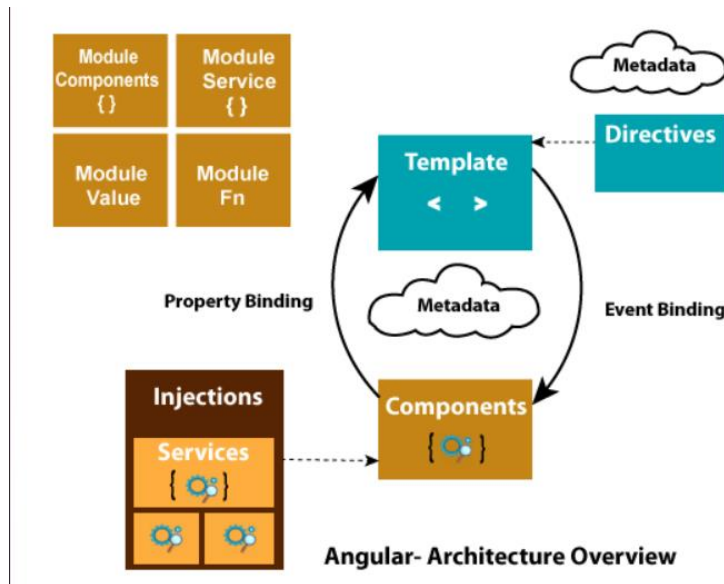 Module
Components
{ }
Module
Service
{ }
Module
Value
Module
Fn
Metadata
Directives
Template
< >
Property Binding
Metadata
Event Binding
Injections
Services
{ }
Components
{ }
Angular- Architecture Overview